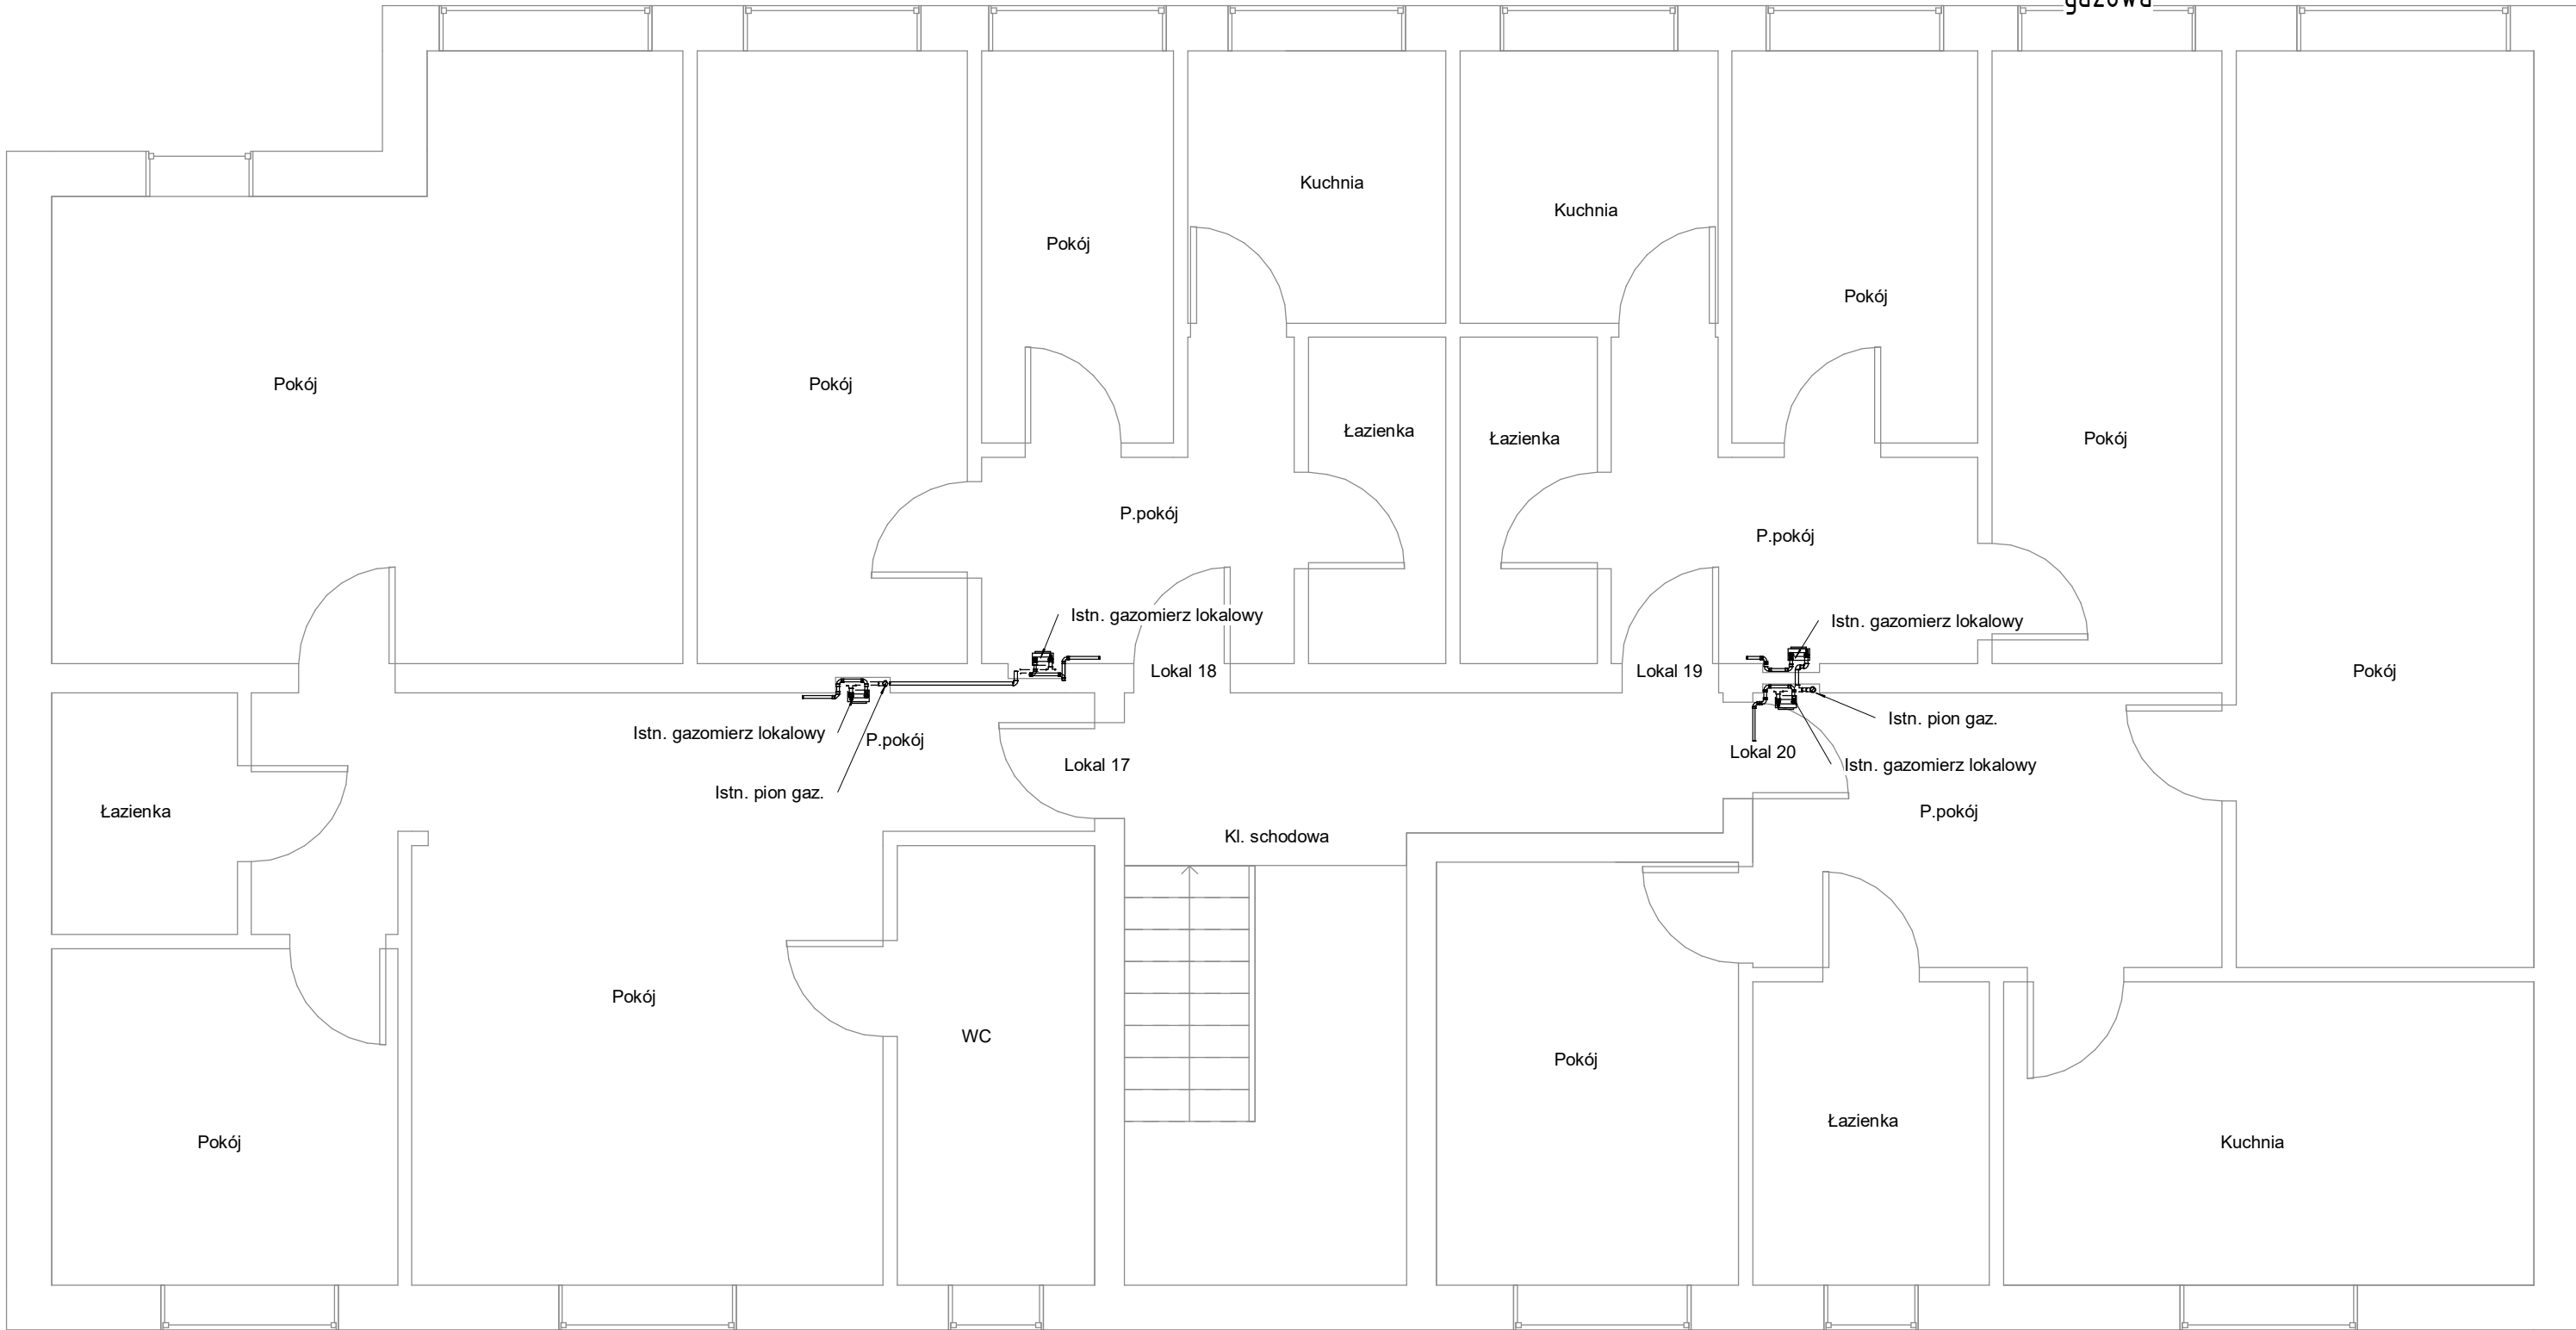 gazowa
Kuchnia
Kuchnia
Pokój
Pokój
Pokój
Pokój
Łazienka
Łazienka
Pokój
P.pokój
P.pokój
Istn. gazomierz lokalowy
Istn. gazomierz lokalowy
Lokal 18
Lokal 19
Pokój
Istn. pion gaz.
Istn. gazomierz lokalowy
P.pokój
Lokal 20
Lokal 17
Istn. gazomierz lokalowy
Istn. pion gaz.
Łazienka
P.pokój
Kl. schodowa
Pokój
WC
Pokój
Łazienka
Pokój
Kuchnia